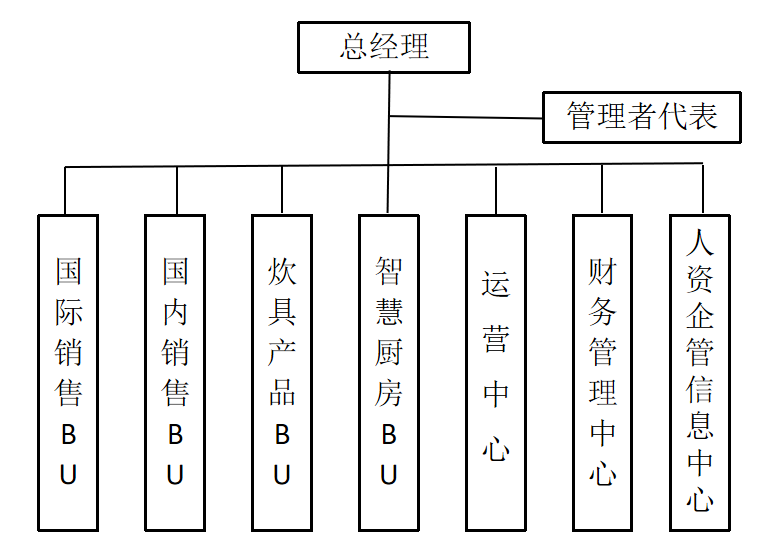 总经理
管理者代表
国际销售BU
国内销售BU
炊具产品BU
智慧厨房BU
运营中心
财务管理中心
人资企管信息中心